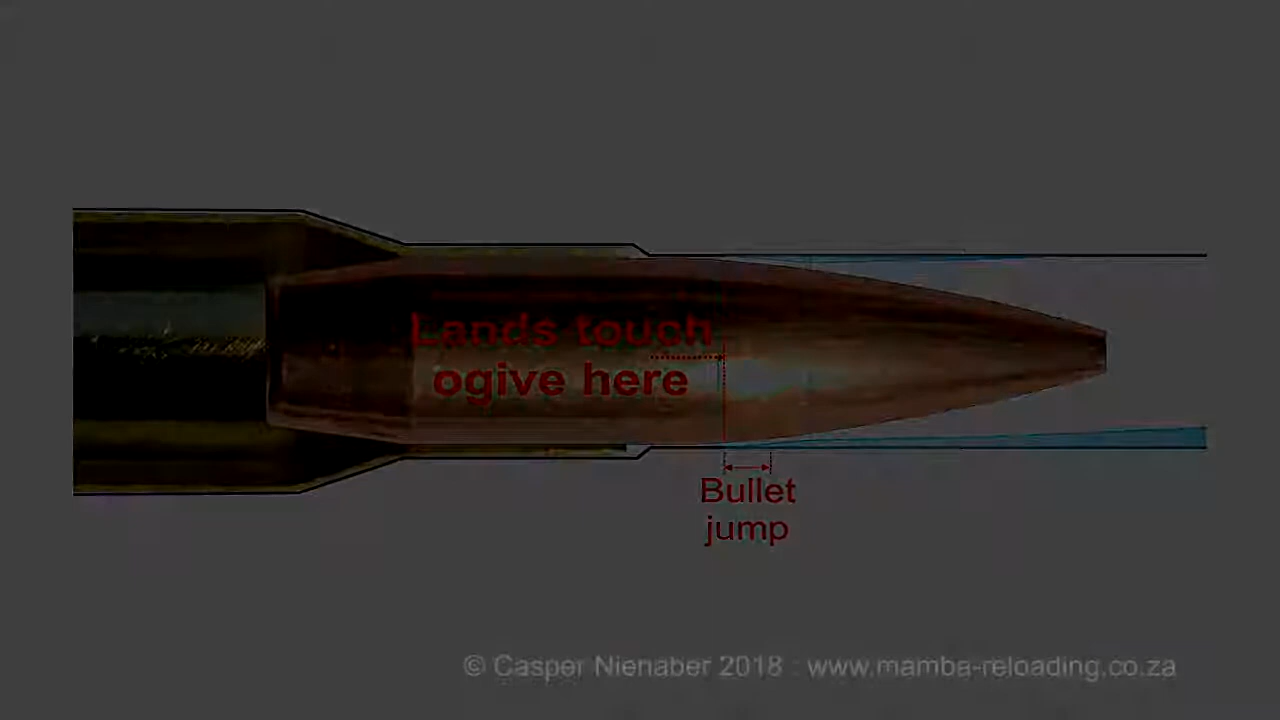 Lands touch
ogive here
Bullet
jump
© Casper Nienaber 2018 : www.mamba-reloading.co.za